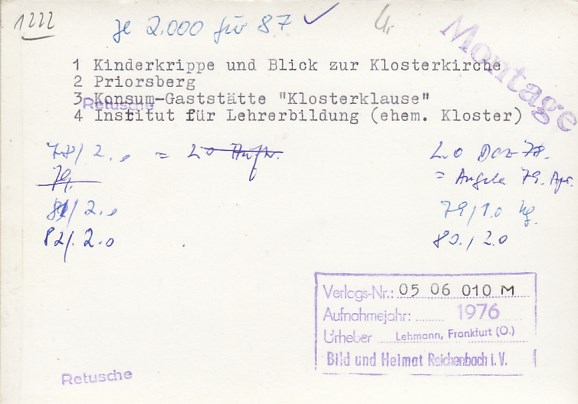 1222
je 2.000 für 87 ✓
Montage
1 Kinderkrippe und Blick zur Klosterkirche
2 Priorsberg
3 Konsum-Gaststätte "Klosterklause"
Retusche
4 Institut für Lehrerbildung (ehem. Kloster)
78/2.0 = 20
79.
81/2.0
82/2.0
20 Dez 78.
= 79. Apr.
79/1.0 kg.
80./2.0
Verlags-Nr.: 05 06 010 M
Aufnahmejahr: 1976
Urheber Lehmann, Frankfurt (O.)
Bild und Heimat Reichenbach i. V.
Retusche